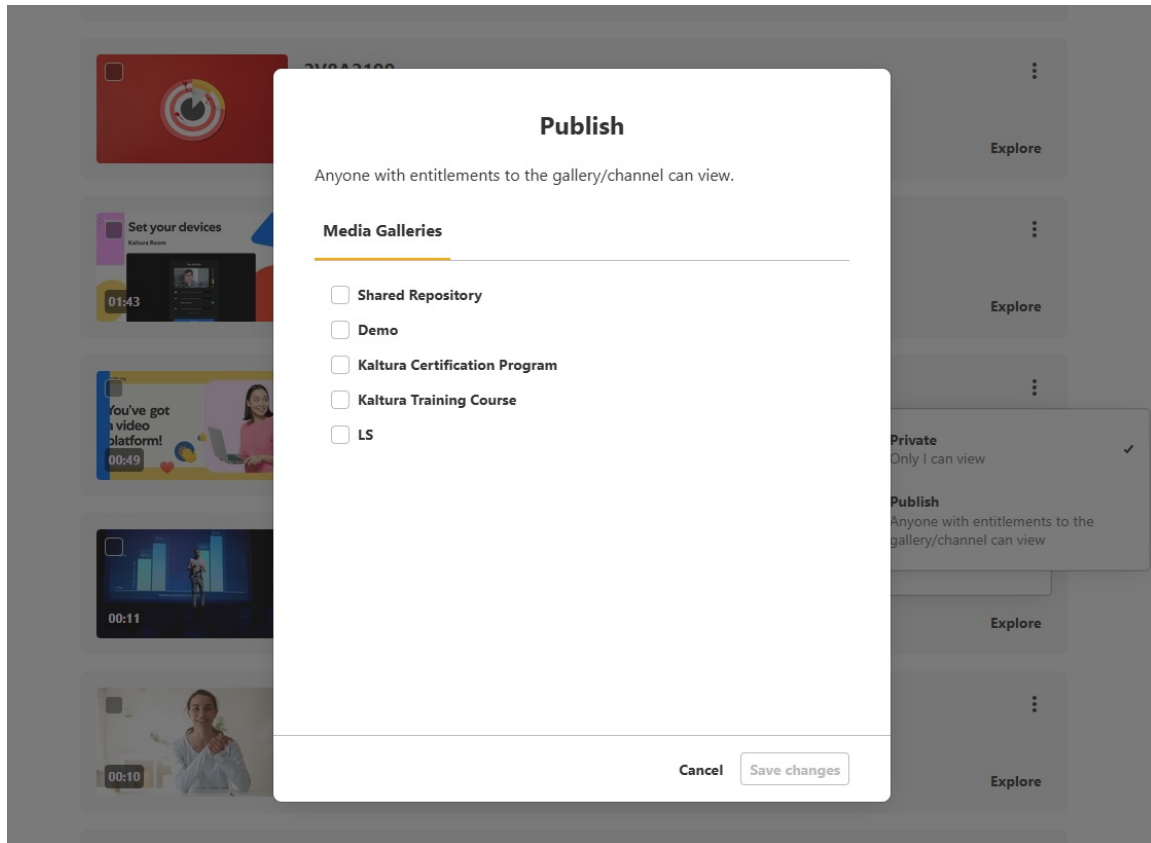 Publish
Anyone with entitlements to the gallery/channel can view.
Media Galleries
Shared Repository
Demo
Kaltura Certification Program
Kaltura Training Course
LS
Cancel
Save changes
Explore
Set your devices
Kaltura Room
01:43
Explore
You've got
a video
platform!
00:49
Private
Only I can view
Publish
Anyone with entitlements to the
gallery/channel can view
00:11
Explore
00:10
Explore